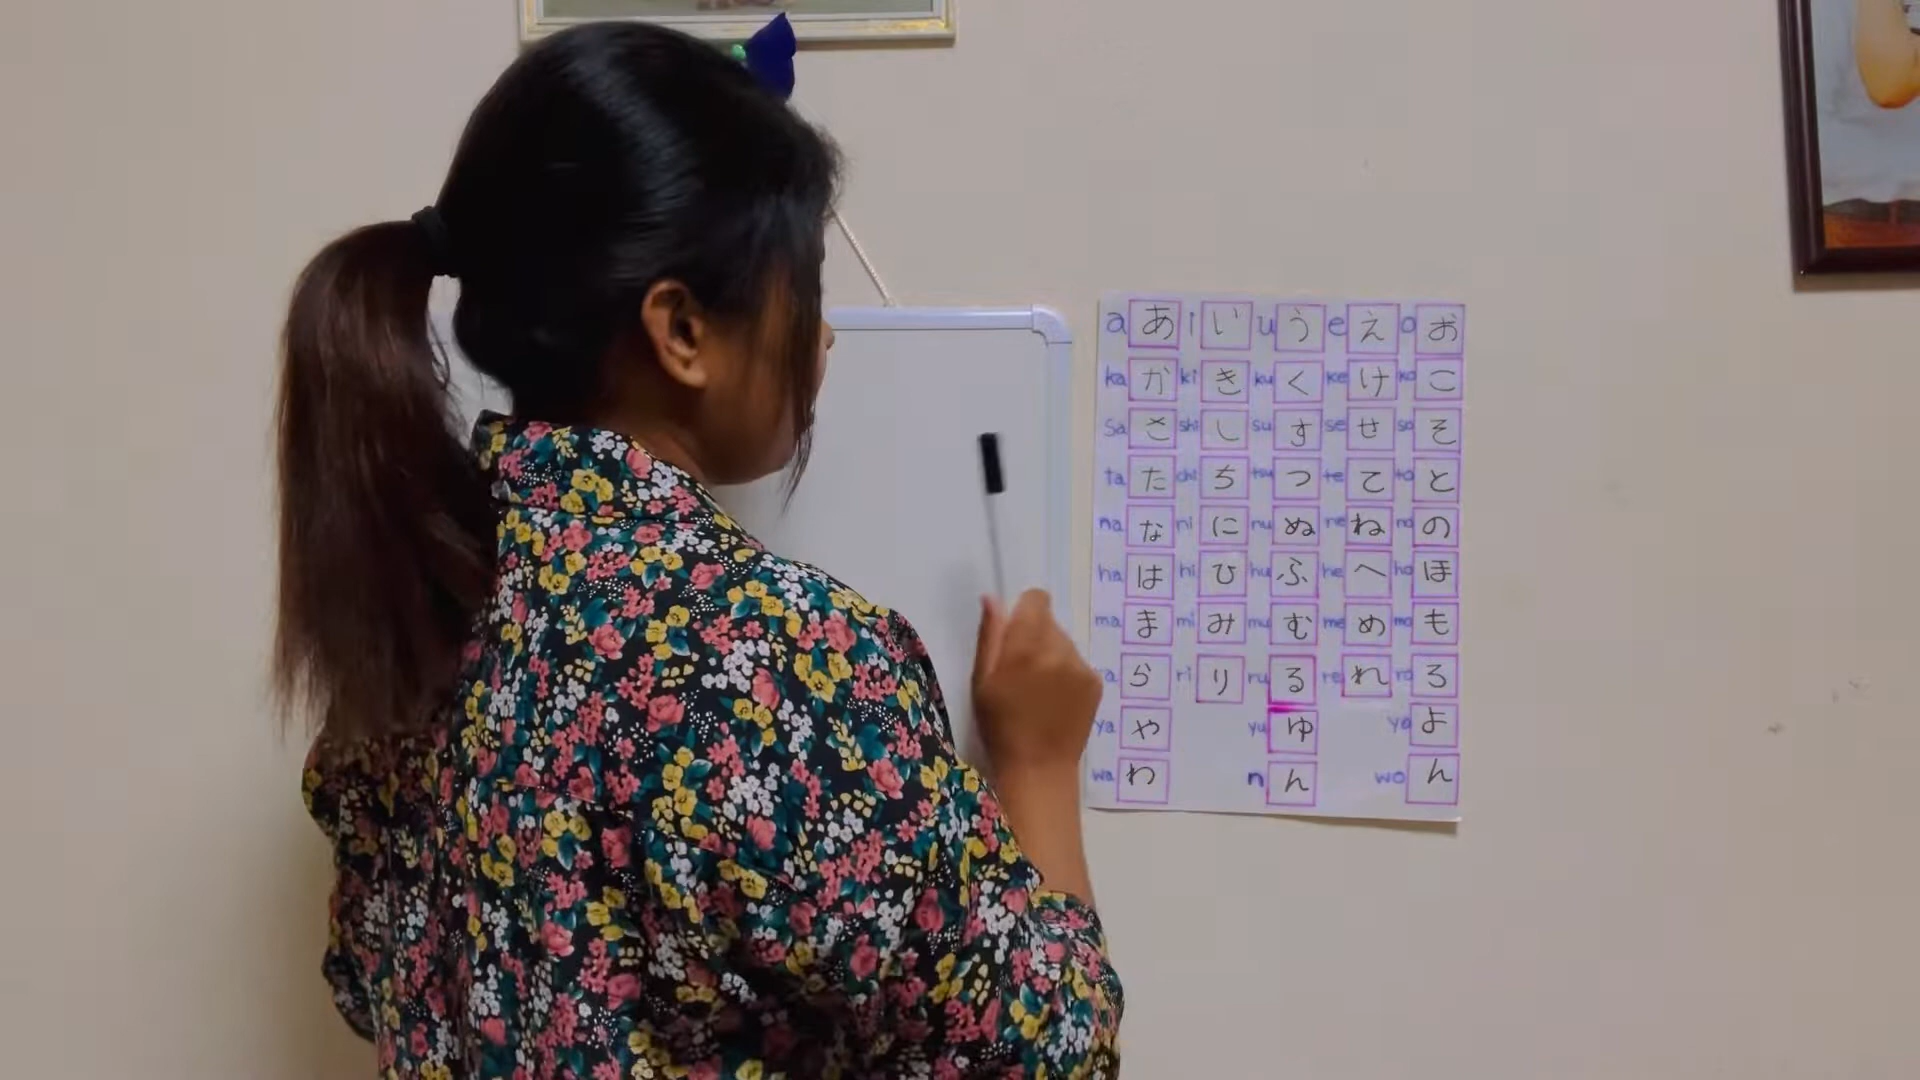 a あ i い u う e え o お
ka か ki き ku く ke け ko こ
sa さ shi し su す se せ so そ
ta た chi ち tsu つ te て to と
na な ni に nu ぬ ne ね no の
ha は hi ひ hu ふ he へ ho ほ
ma ま mi み mu む me め mo も
a ら ri り ru る re れ ro ろ
ya や yu ゆ yo よ
wa わ n ん wo ん